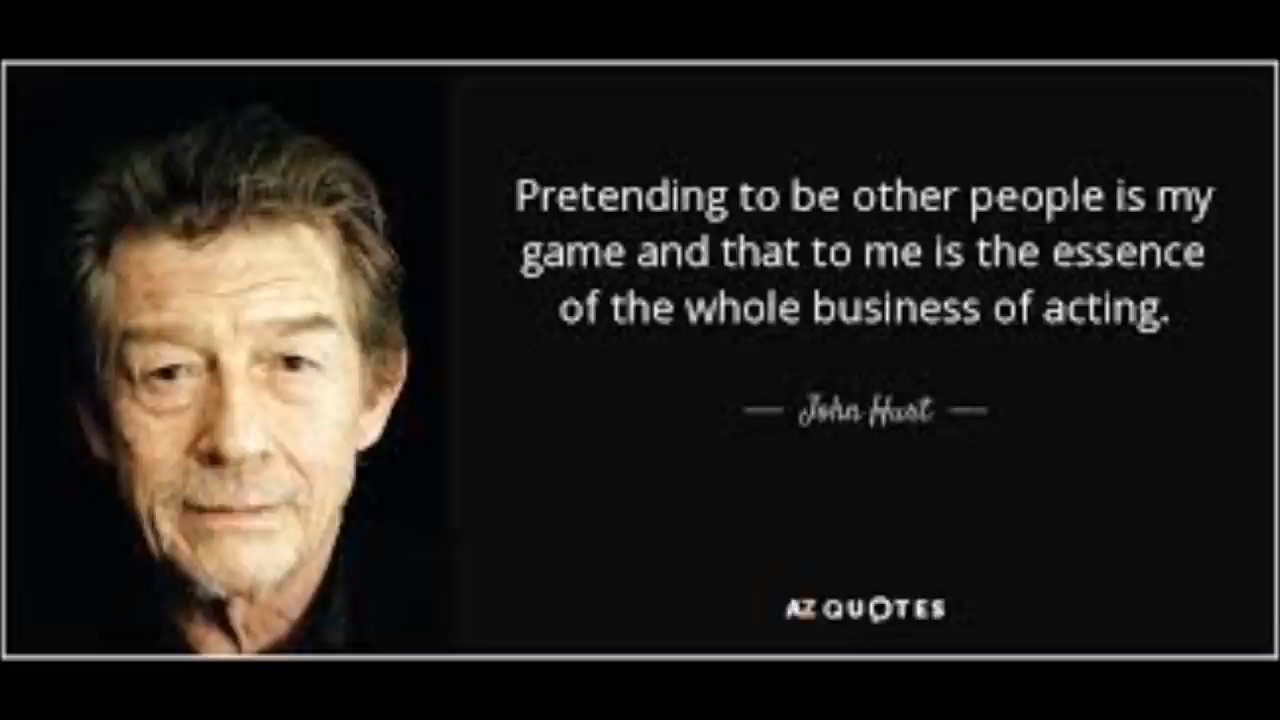 Pretending to be other people is my
game and that to me is the essence
of the whole business of acting.
— John Hurt —
AZ QUOTES